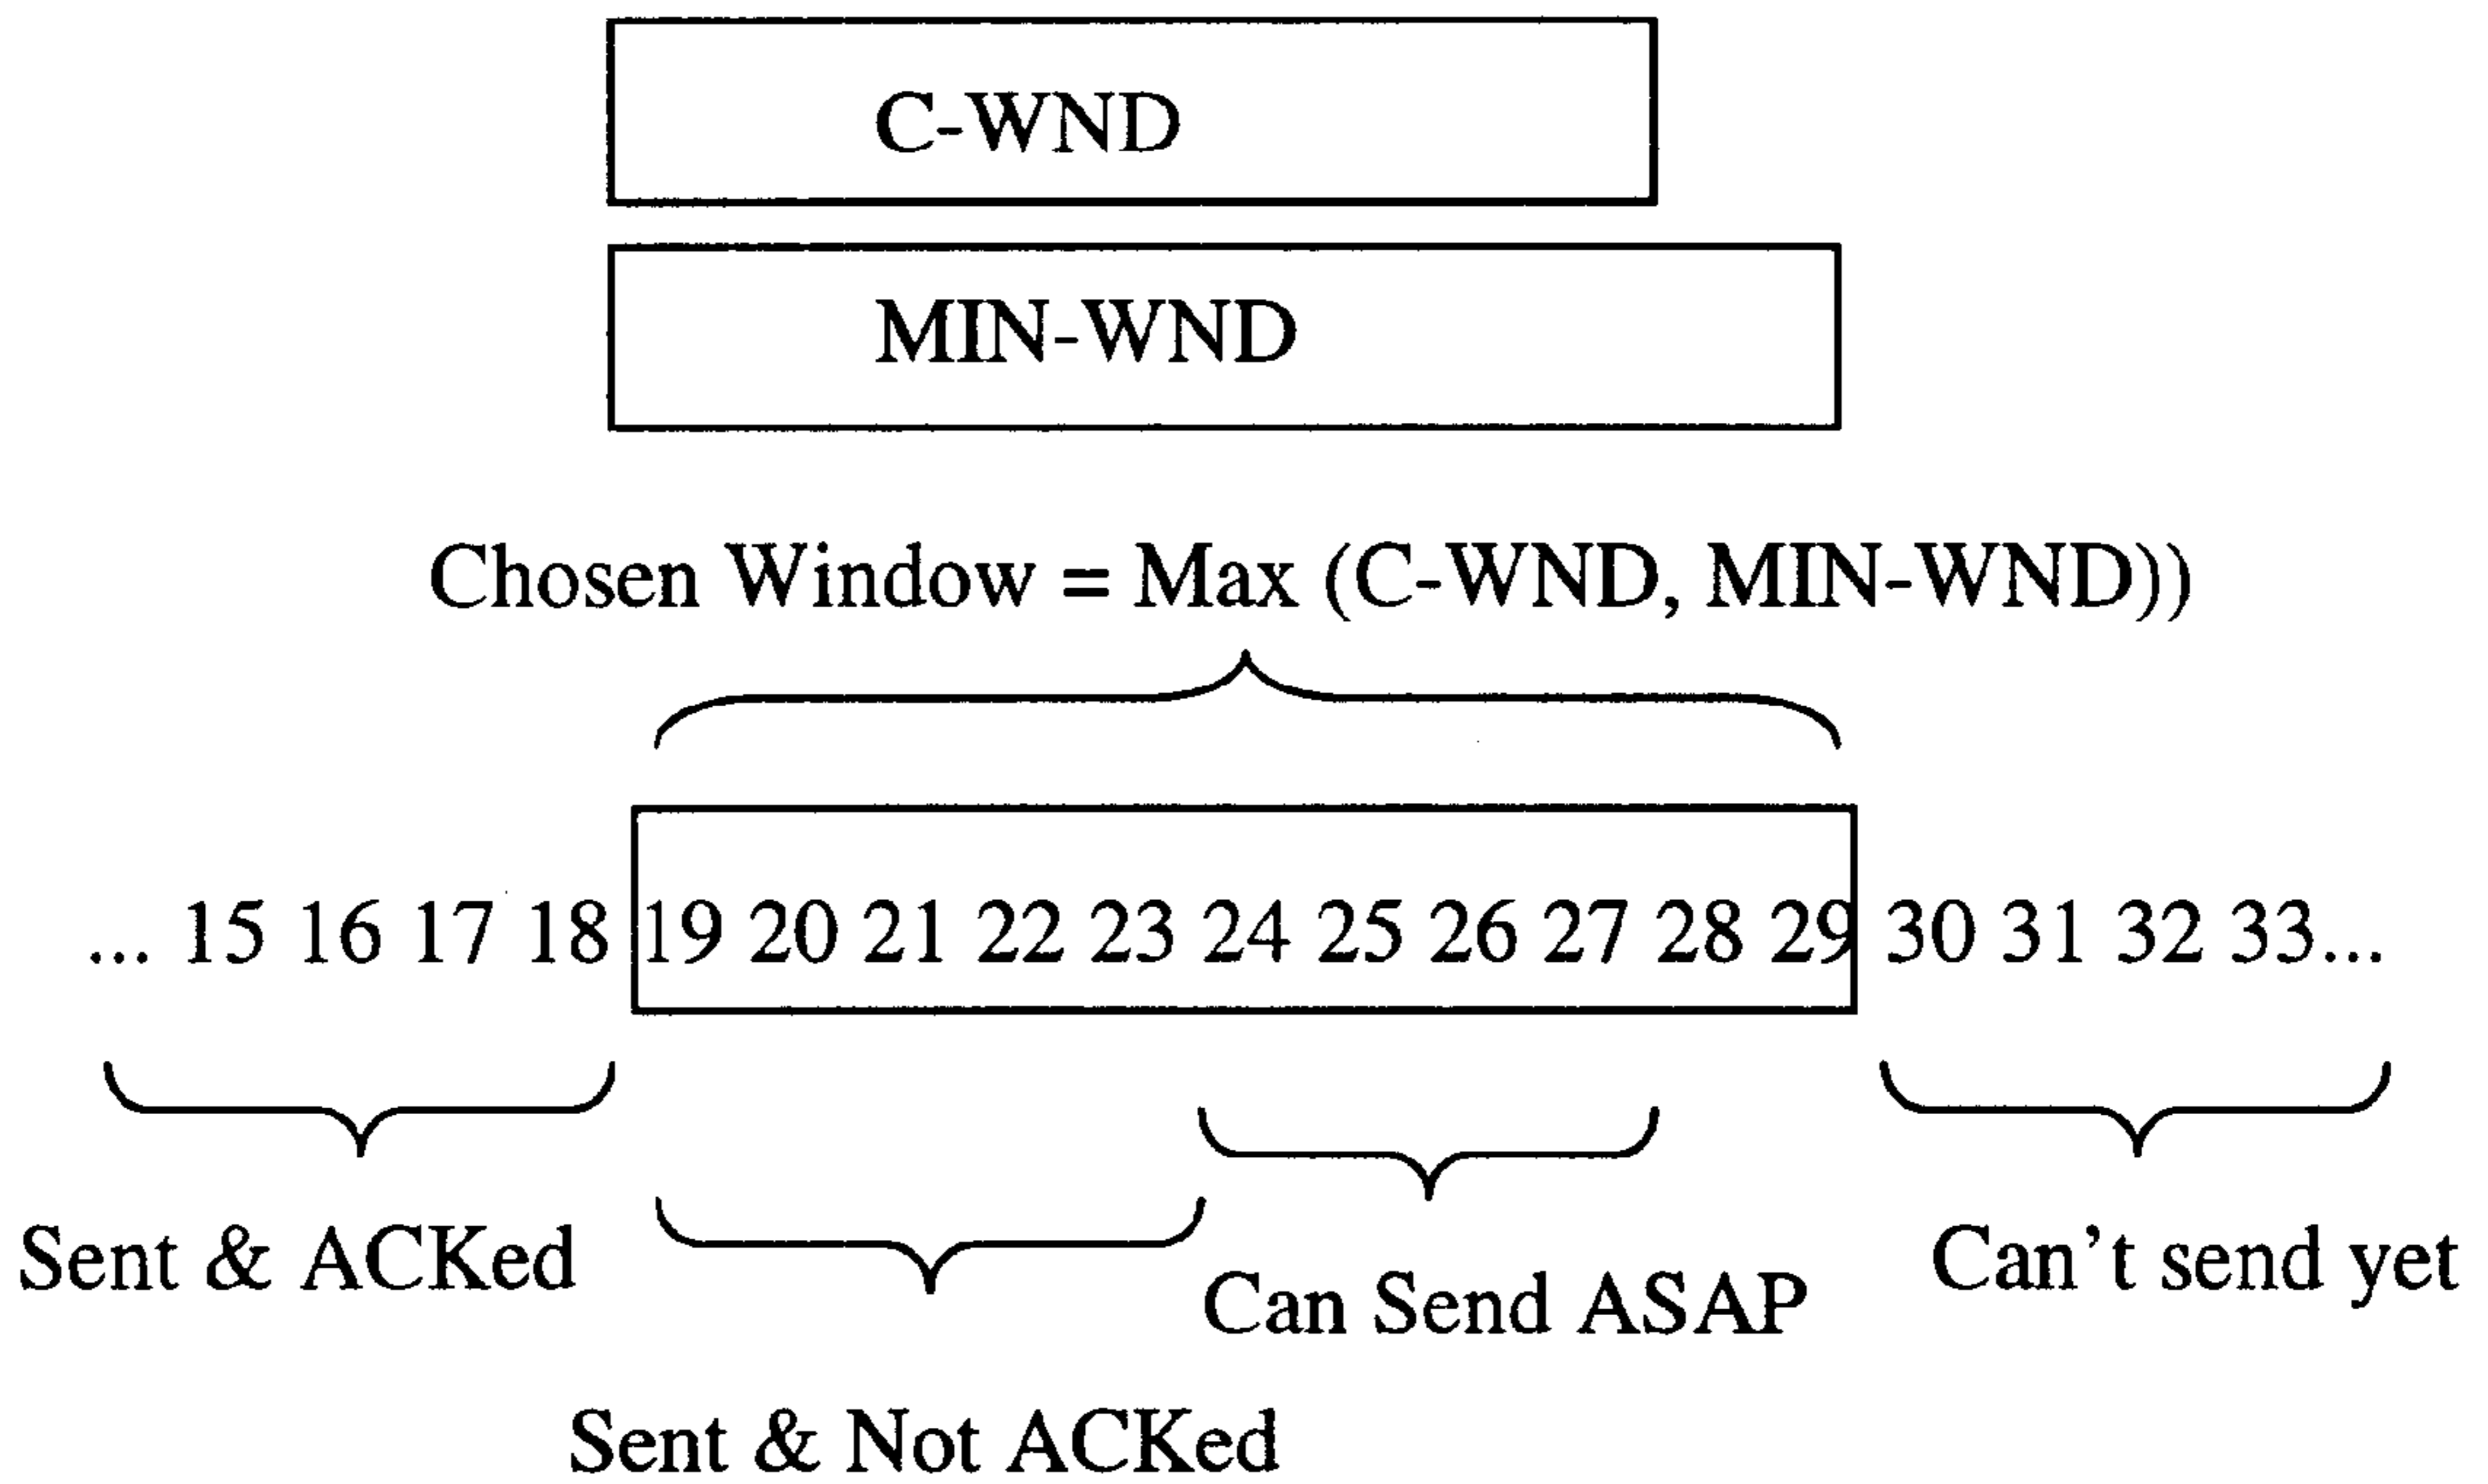 C-WND
MIN-WND
Chosen Window = Max (C-WND, MIN-WND))
... 15 16 17 18 19 20 21 22 23 24 25 26 27 28 29 30 31 32 33...
Sent & ACKed
Can Send ASAP
Can't send yet
Sent & Not ACKed